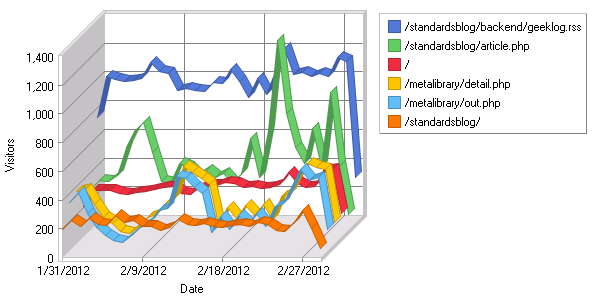 /standardsblog/backend/geeklog.rss
/standardsblog/article.php
/
/metalibrary/detail.php
/metalibrary/out.php
/standardsblog/
1,400
1,200
1,000
800
600
400
200
0
Visitors
1/31/2012 2/9/2012 2/18/2012 2/27/2012
Date